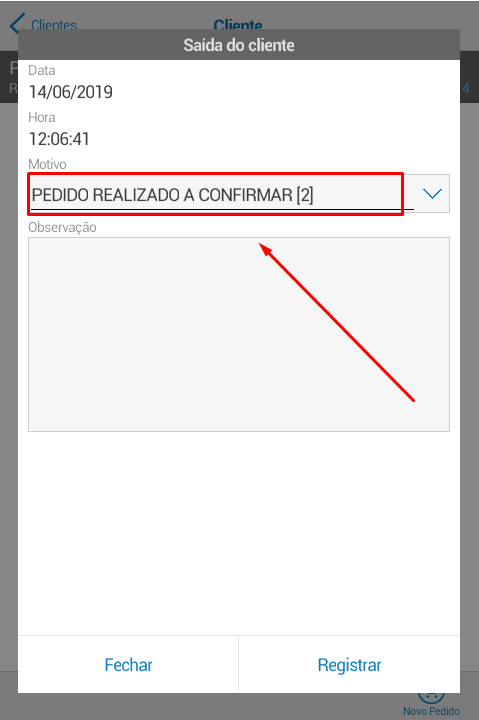 Clientes
Cliente
Saída do cliente
P
R
4
Data
14/06/2019
Hora
12:06:41
Motivo
PEDIDO REALIZADO A CONFIRMAR [2]
Observação
Fechar
Registrar
Novo Pedido